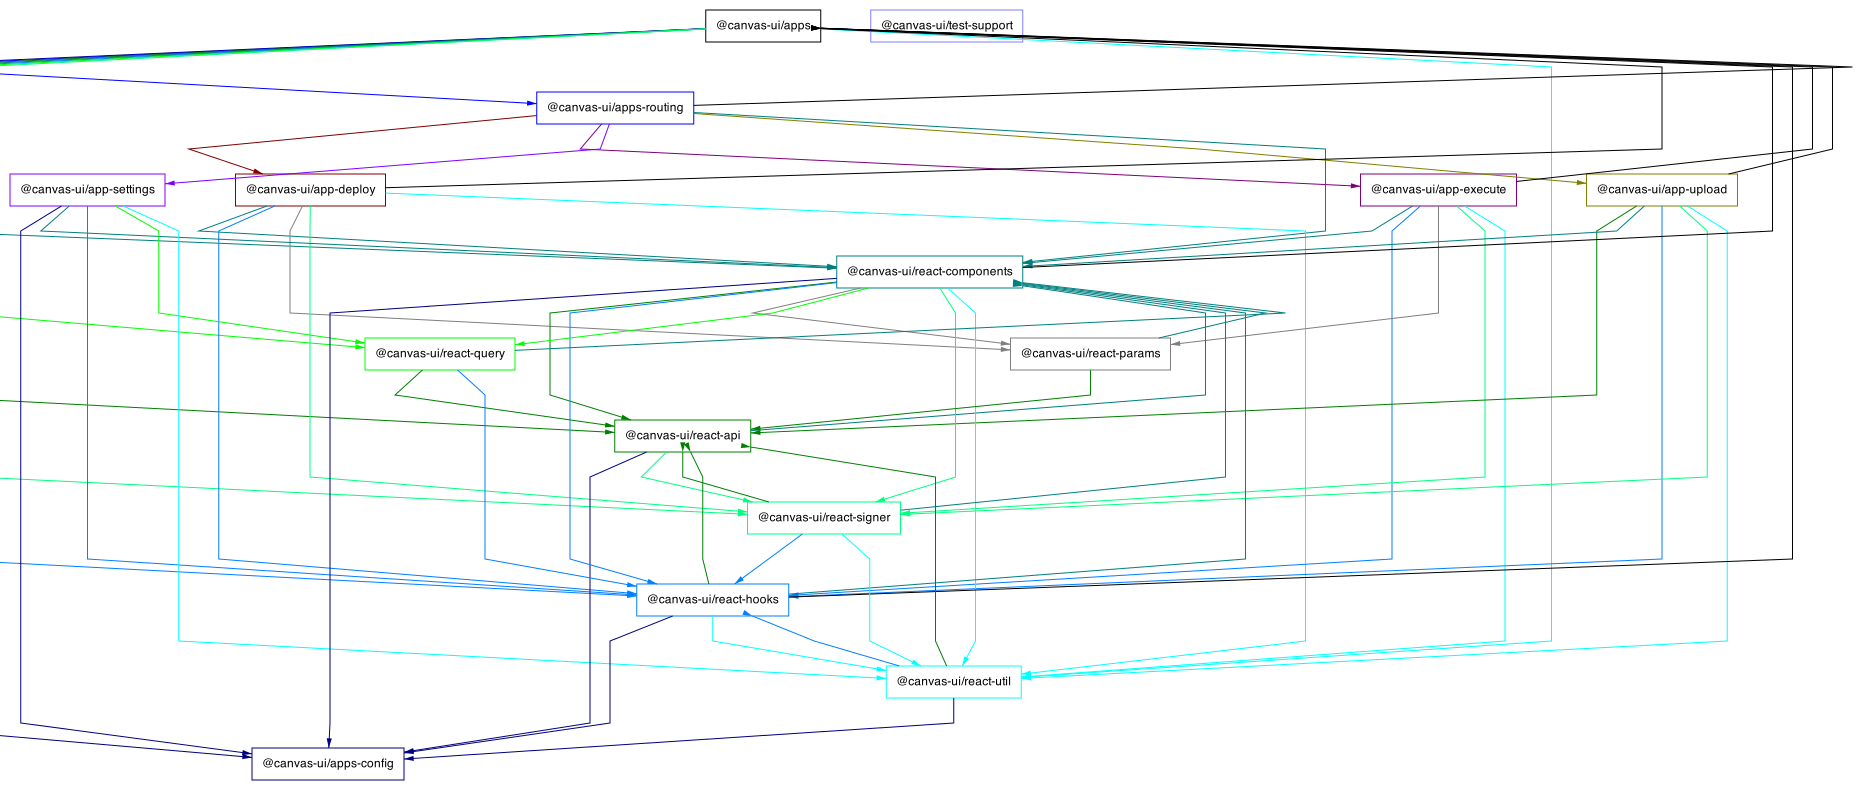 @canvas-ui/apps
@canvas-ui/test-support
@canvas-ui/apps-routing
@canvas-ui/app-settings
@canvas-ui/app-deploy
@canvas-ui/app-execute
@canvas-ui/app-upload
@canvas-ui/react-components
@canvas-ui/react-query
@canvas-ui/react-params
@canvas-ui/react-api
@canvas-ui/react-signer
@canvas-ui/react-hooks
@canvas-ui/react-util
@canvas-ui/apps-config